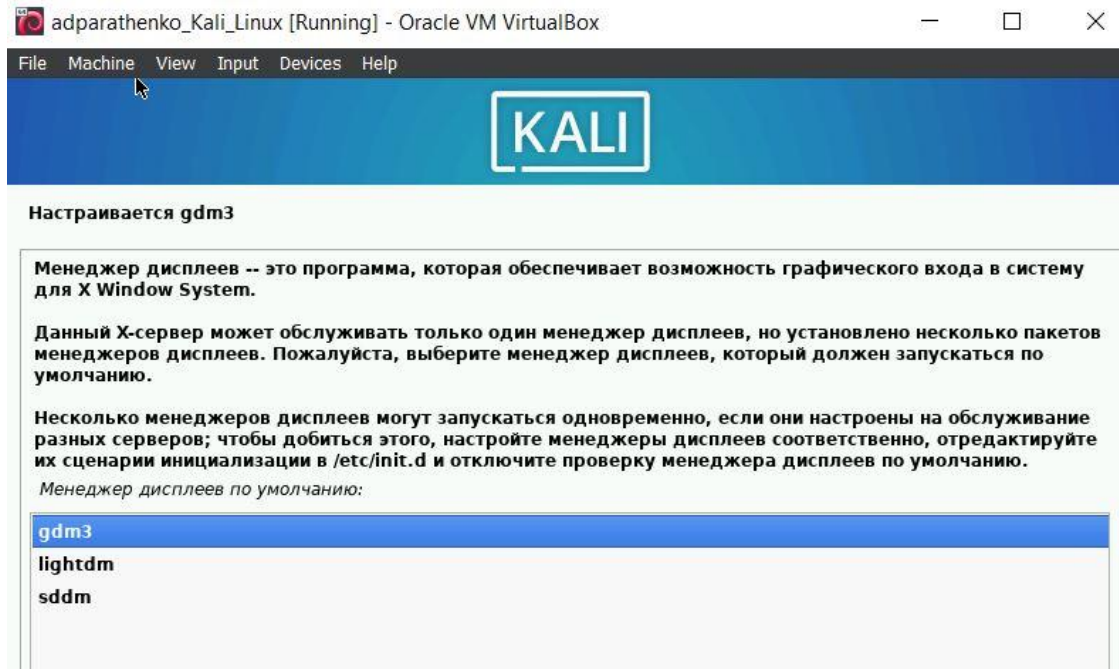 adparathenko_Kali_Linux [Running] - Oracle VM VirtualBox
File Machine View Input Devices Help
KALI
Настраивается gdm3
Менеджер дисплеев -- это программа, которая обеспечивает возможность графического входа в систему
для X Window System.
Данный X-сервер может обслуживать только один менеджер дисплеев, но установлено несколько пакетов
менеджеров дисплеев. Пожалуйста, выберите менеджер дисплеев, который должен запускаться по
умолчанию.
Несколько менеджеров дисплеев могут запускаться одновременно, если они настроены на обслуживание
разных серверов; чтобы добиться этого, настройте менеджеры дисплеев соответственно, отредактируйте
их сценарии инициализации в /etc/init.d и отключите проверку менеджера дисплеев по умолчанию.
Менеджер дисплеев по умолчанию:
gdm3
lightdm
sddm